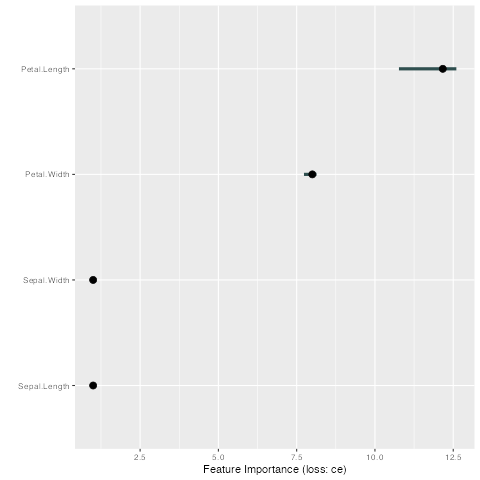 Petal.Length
Petal.Width
Sepal.Width
Sepal.Length
2.5 5.0 7.5 10.0 12.5
Feature Importance (loss: ce)